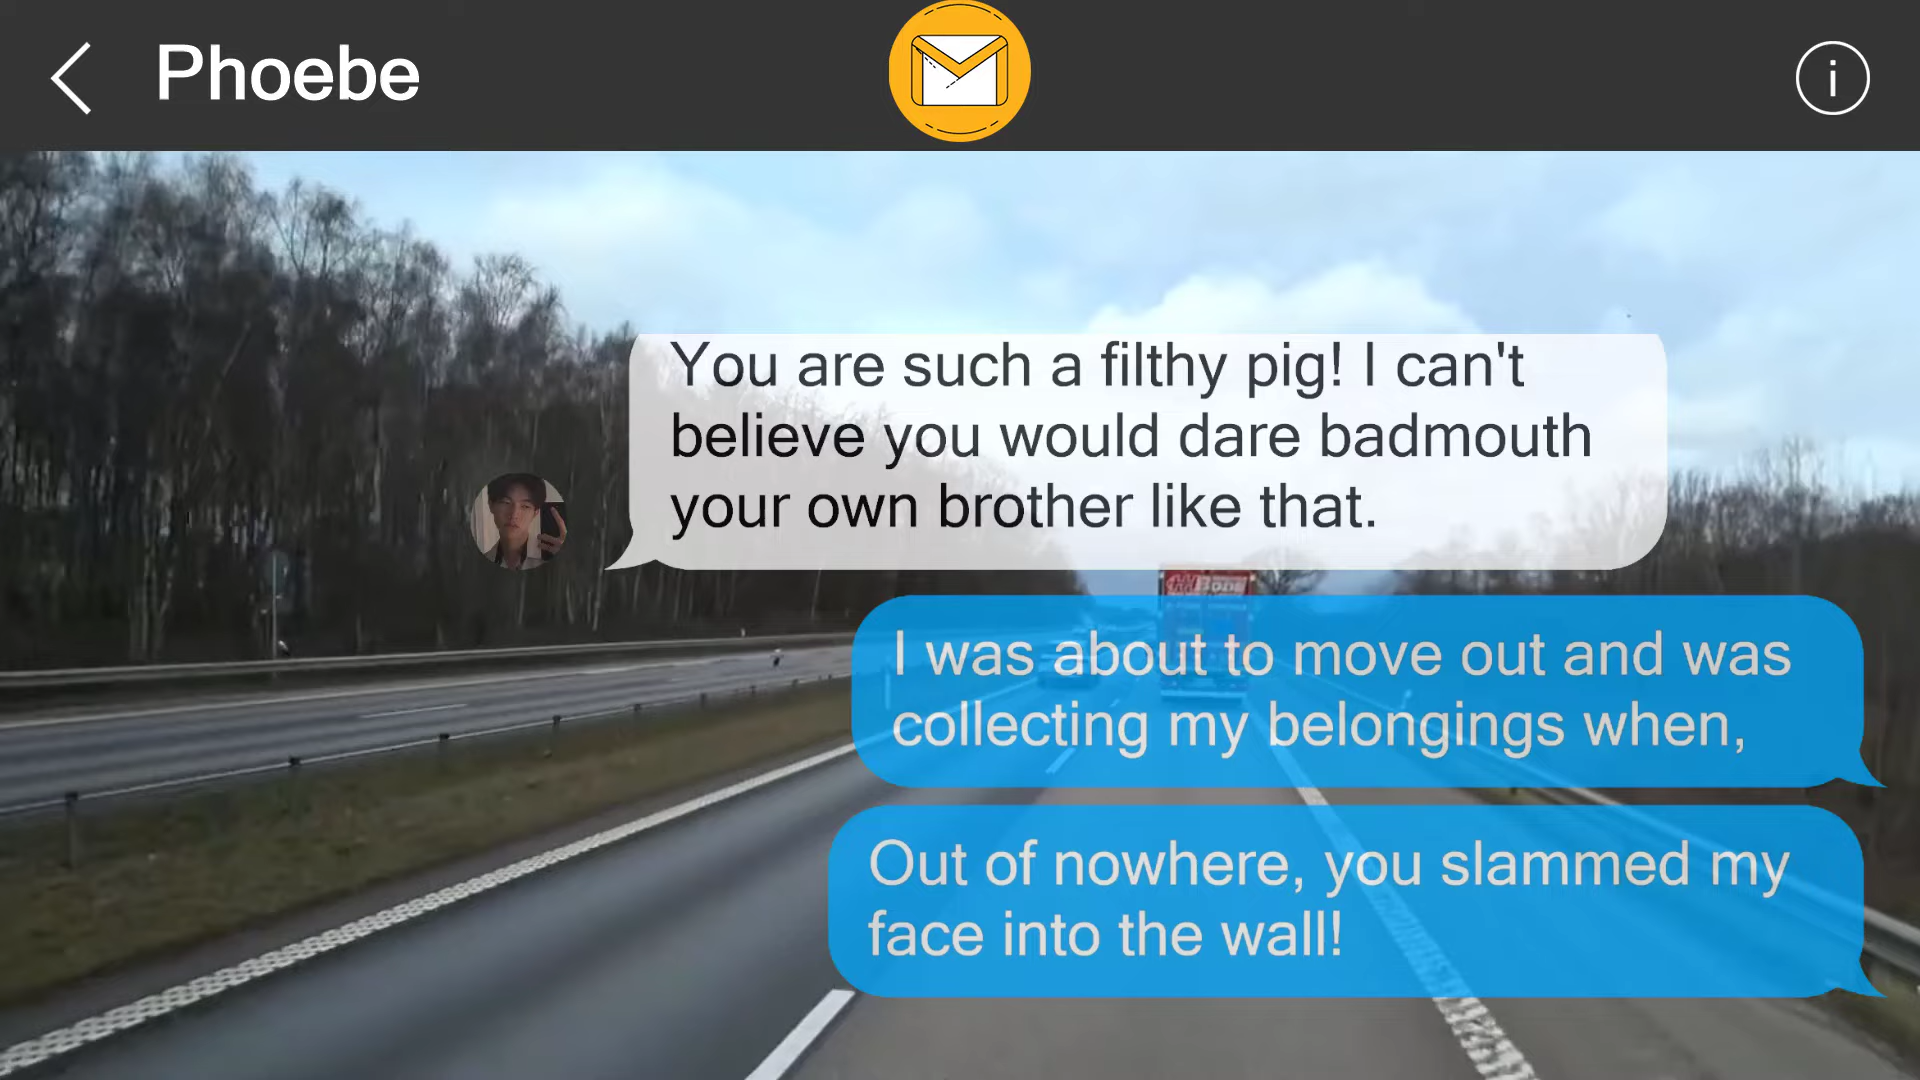 Phoebe
i
You are such a filthy pig! I can't
believe you would dare badmouth
your own brother like that.
Bong
I was about to move out and was
collecting my belongings when,
Out of nowhere, you slammed my
face into the wall!